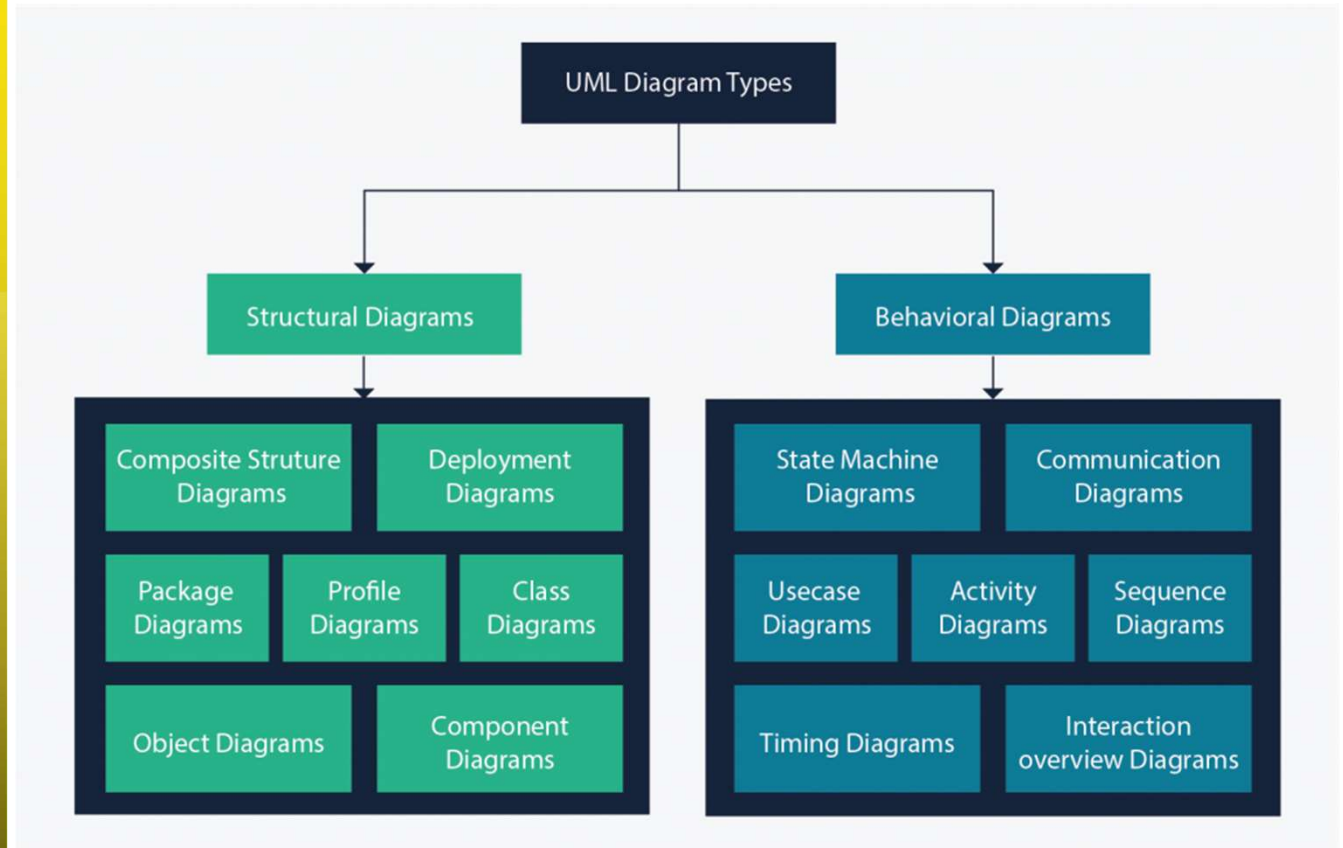 UML Diagram Types
Structural Diagrams
Behavioral Diagrams
Composite Struture
Diagrams
Deployment
Diagrams
Package
Diagrams
Profile
Diagrams
Class
Diagrams
Object Diagrams
Component
Diagrams
State Machine
Diagrams
Communication
Diagrams
Usecase
Diagrams
Activity
Diagrams
Sequence
Diagrams
Timing Diagrams
Interaction
overview Diagrams